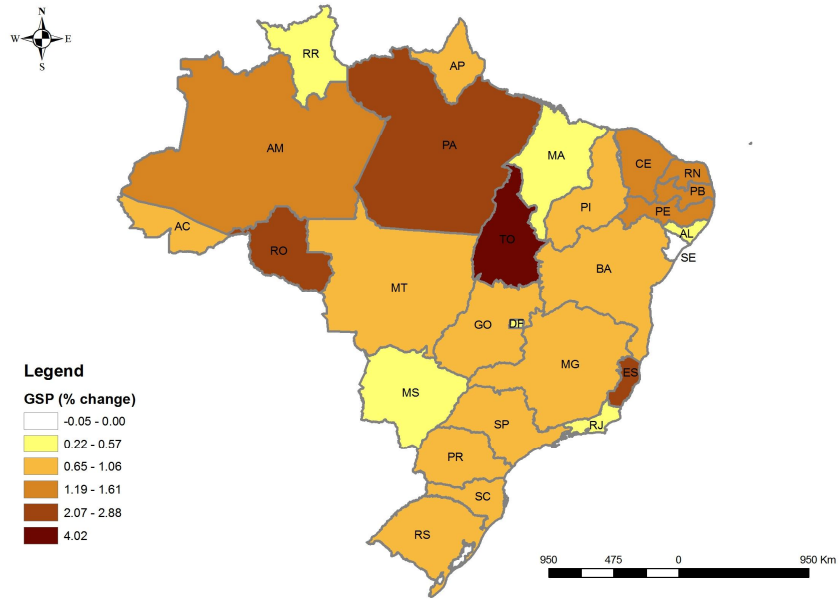 N
W E
S
RR
AP
AM
PA
MA
CE
RN
PB
PE
PI
AL
SE
AC
RO
TO
BA
MT
GO
DF
MG
ES
MS
SP
RJ
PR
SC
RS
Legend
GSP (% change)
-0.05 - 0.00
0.22 - 0.57
0.65 - 1.06
1.19 - 1.61
2.07 - 2.88
4.02
950 475 0 950 Km